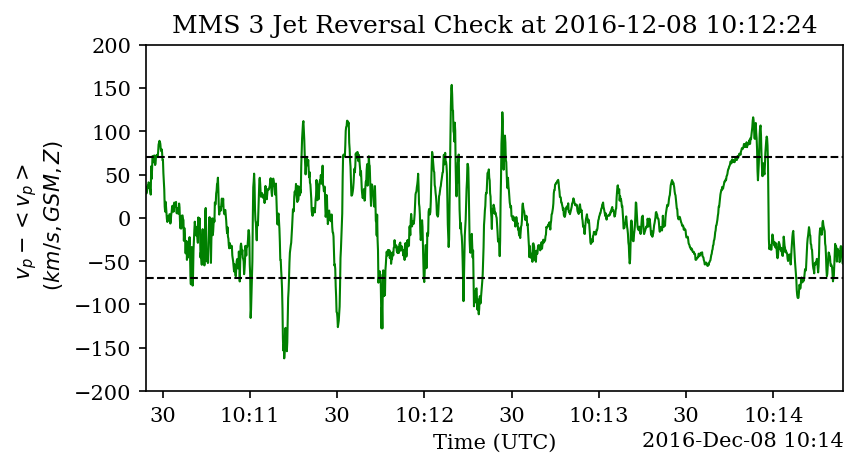 MMS 3 Jet Reversal Check at 2016-12-08 10:12:24
200
150
100
50
0
−50
−100
−150
−200
v_p − < v_p >
(km/s, GSM, Z)
30 10:11 30 10:12 30 10:13 30 10:14
Time (UTC) 2016-Dec-08 10:14